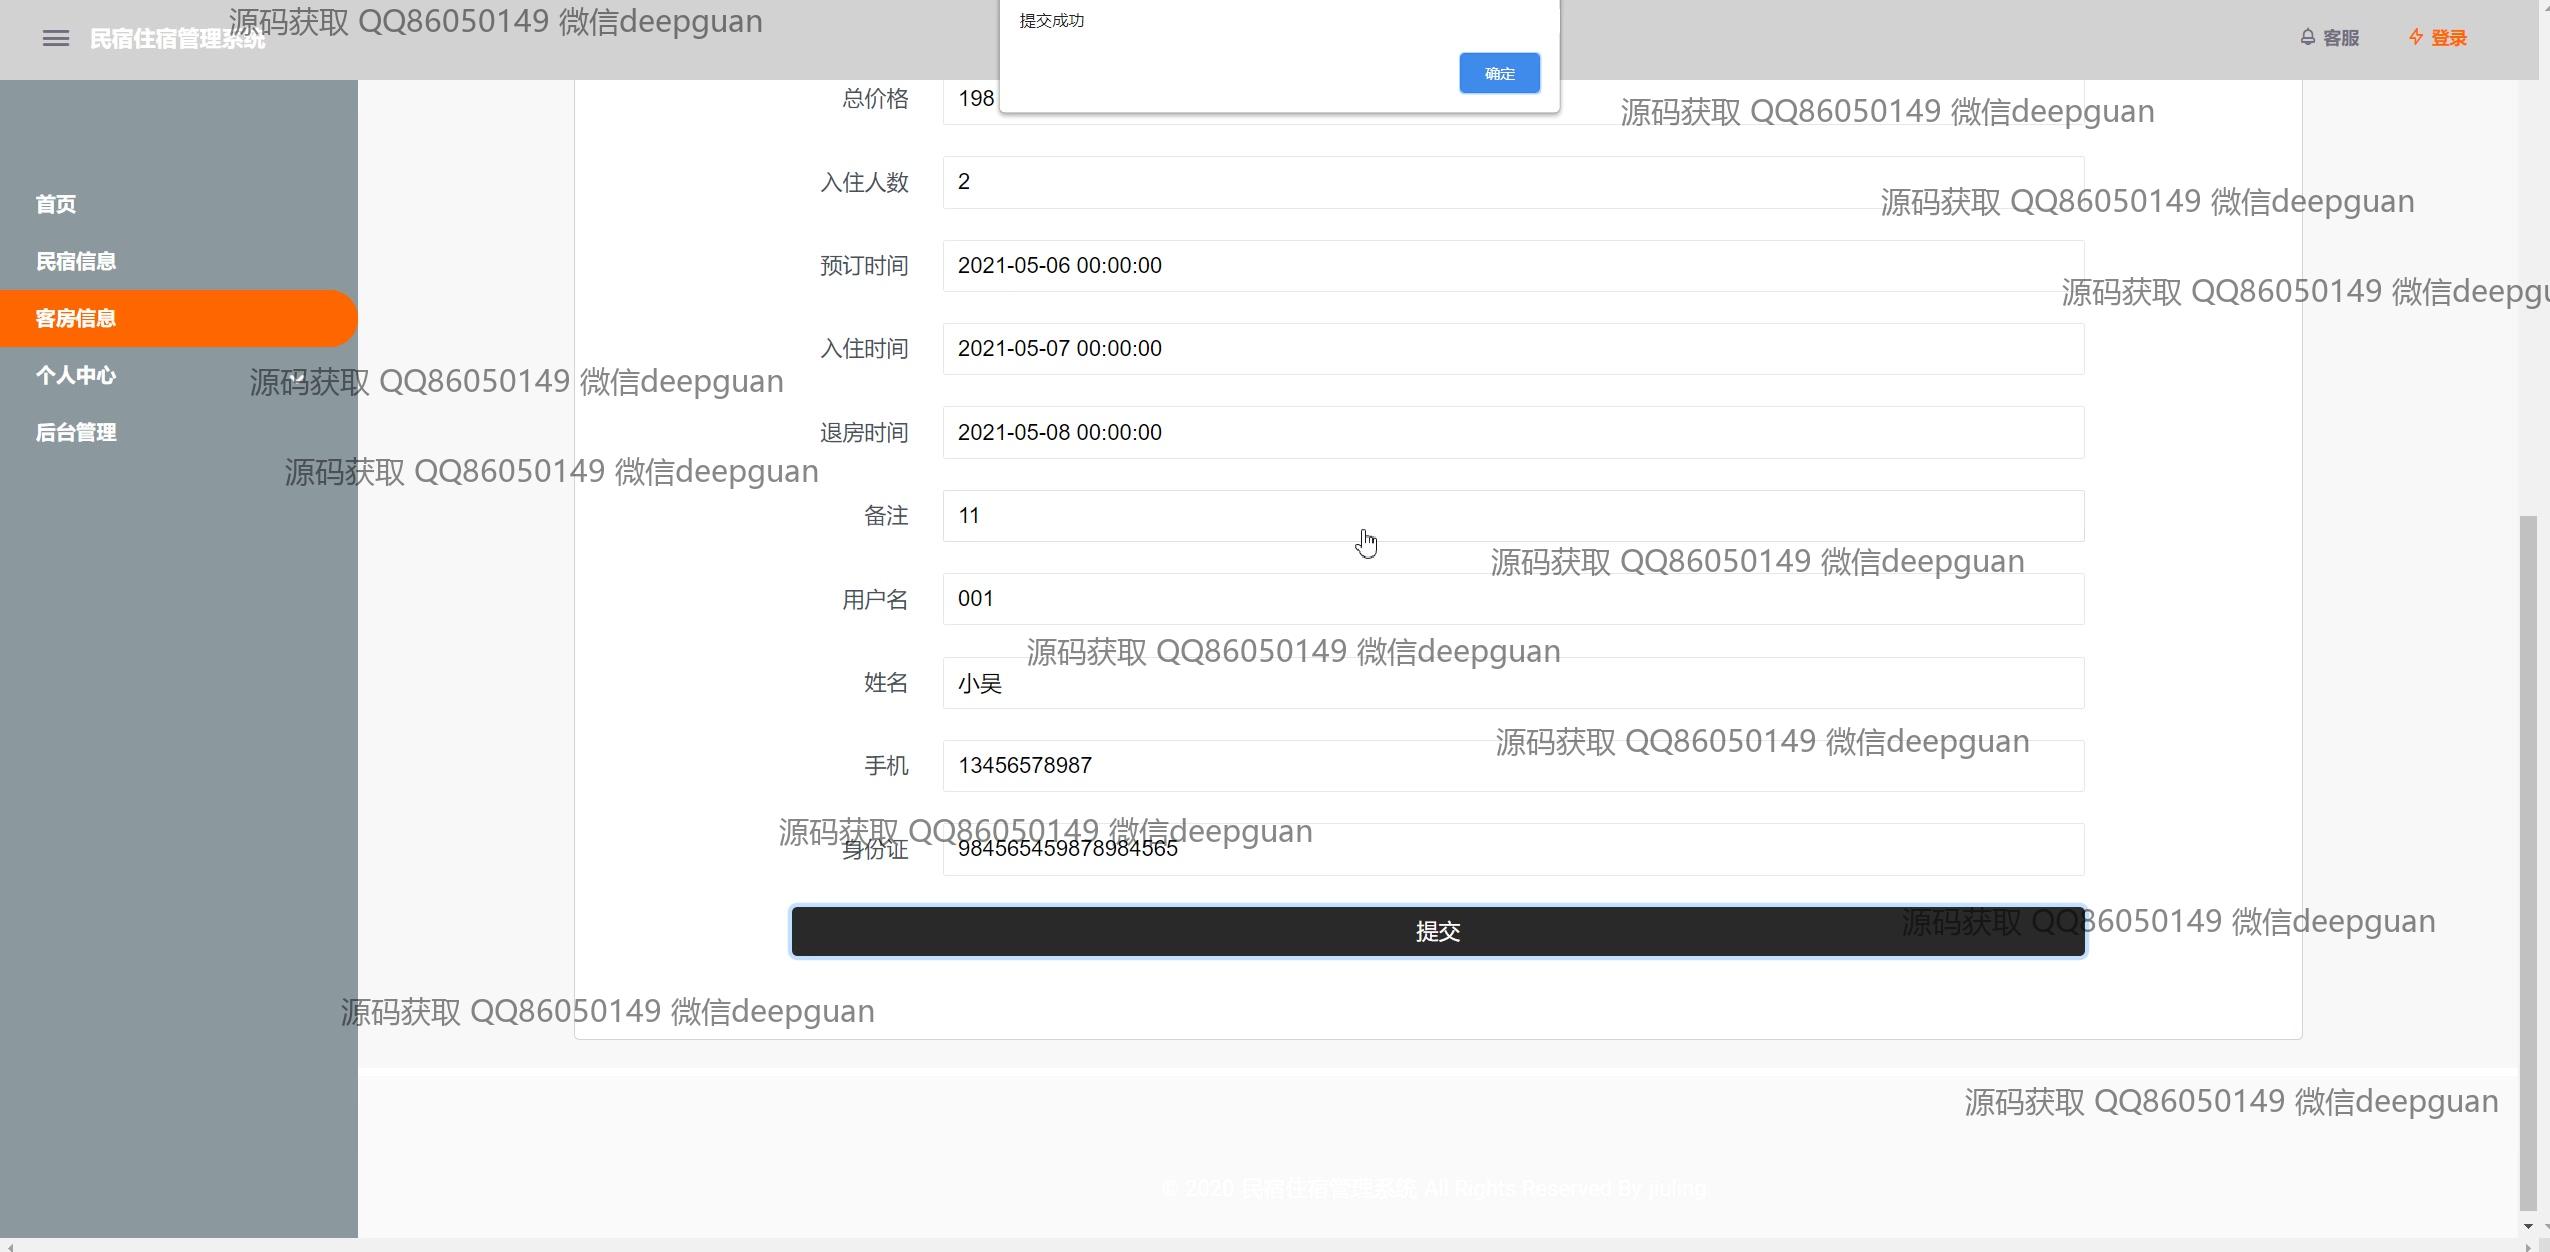 源码获取 QQ86050149 微信deepguan
提交成功
民宿住宿管理系统
客服
登录
确定
总价格
198
源码获取 QQ86050149 微信deepguan
入住人数
2
源码获取 QQ86050149 微信deepguan
首页
民宿信息
预订时间
2021-05-06 00:00:00
源码获取 QQ86050149 微信deepgu
客房信息
入住时间
2021-05-07 00:00:00
个人中心
源码获取 QQ86050149 微信deepguan
后台管理
退房时间
2021-05-08 00:00:00
源码获取 QQ86050149 微信deepguan
备注
11
源码获取 QQ86050149 微信deepguan
用户名
001
源码获取 QQ86050149 微信deepguan
姓名
小吴
源码获取 QQ86050149 微信deepguan
手机
13456578987
源码获取 QQ86050149 微信deepguan
身份证
984565459878984565
源码获取 QQ86050149 微信deepguan
提交
源码获取 QQ86050149 微信deepguan
源码获取 QQ86050149 微信deepguan
© 2020 民宿住宿管理系统 All Rights Reserved By jiuling